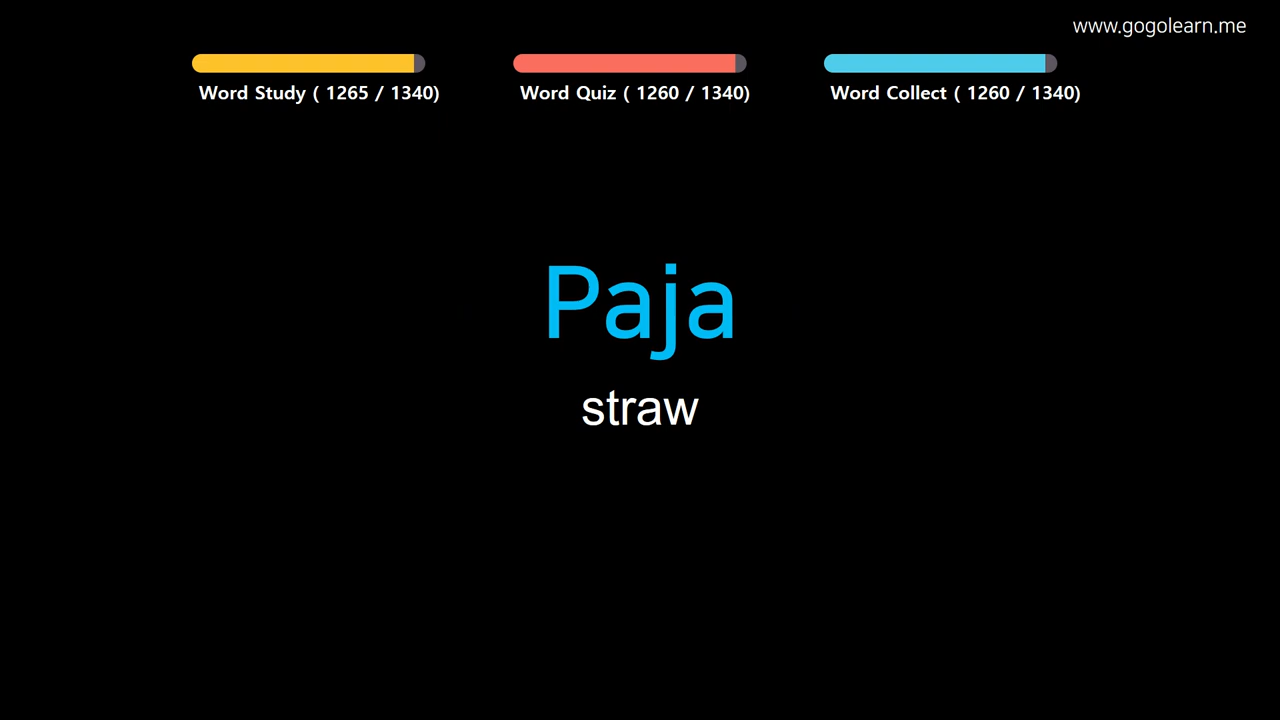 www.gogolearn.me
Word Study ( 1265 / 1340)
Word Quiz ( 1260 / 1340)
Word Collect ( 1260 / 1340)
Paja
straw